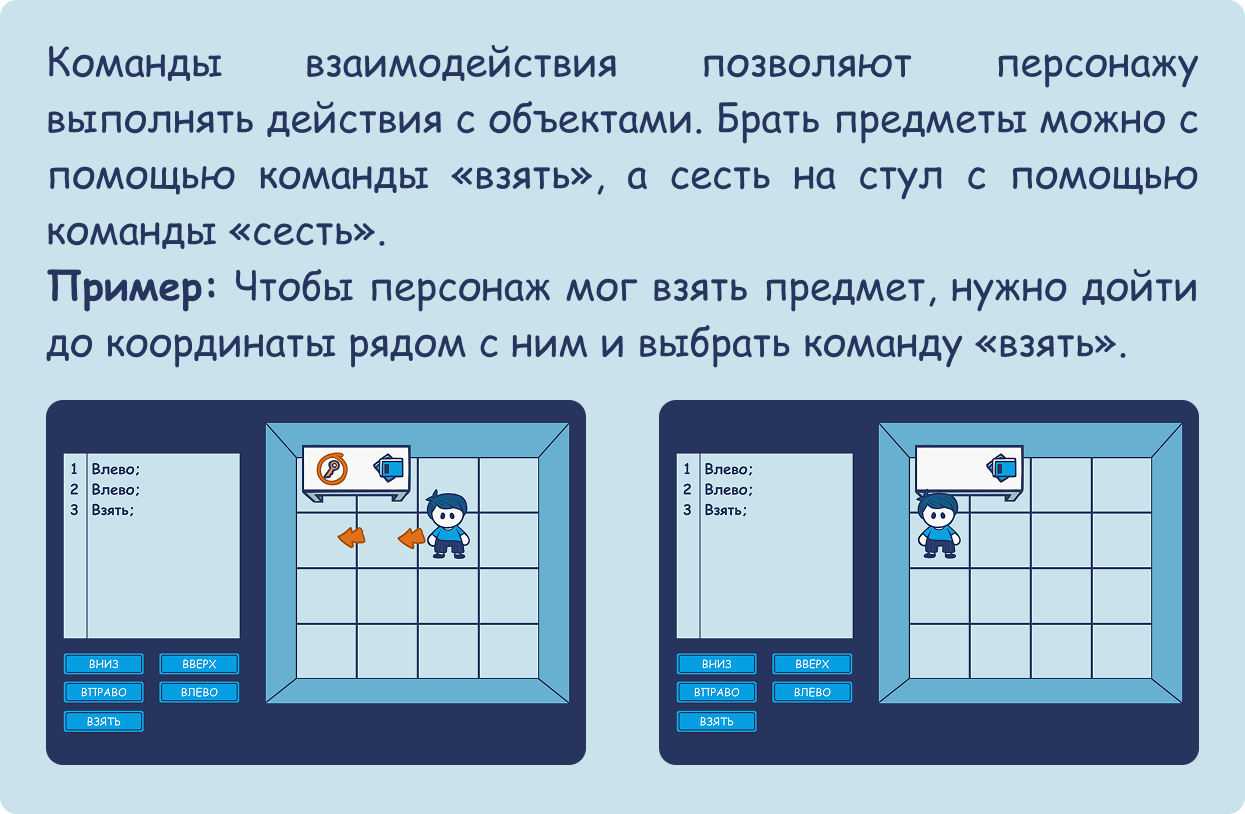 Команды взаимодействия позволяют персонажу
выполнять действия с объектами. Брать предметы можно с
помощью команды «взять», а сесть на стул с помощью
команды «сесть».
Пример: Чтобы персонаж мог взять предмет, нужно дойти
до координаты рядом с ним и выбрать команду «взять».
1 Влево;
2 Влево;
3 Взять;
ВНИЗ ВВЕРХ
ВПРАВО ВЛЕВО
ВЗЯТЬ
1 Влево;
2 Влево;
3 Взять;
ВНИЗ ВВЕРХ
ВПРАВО ВЛЕВО
ВЗЯТЬ